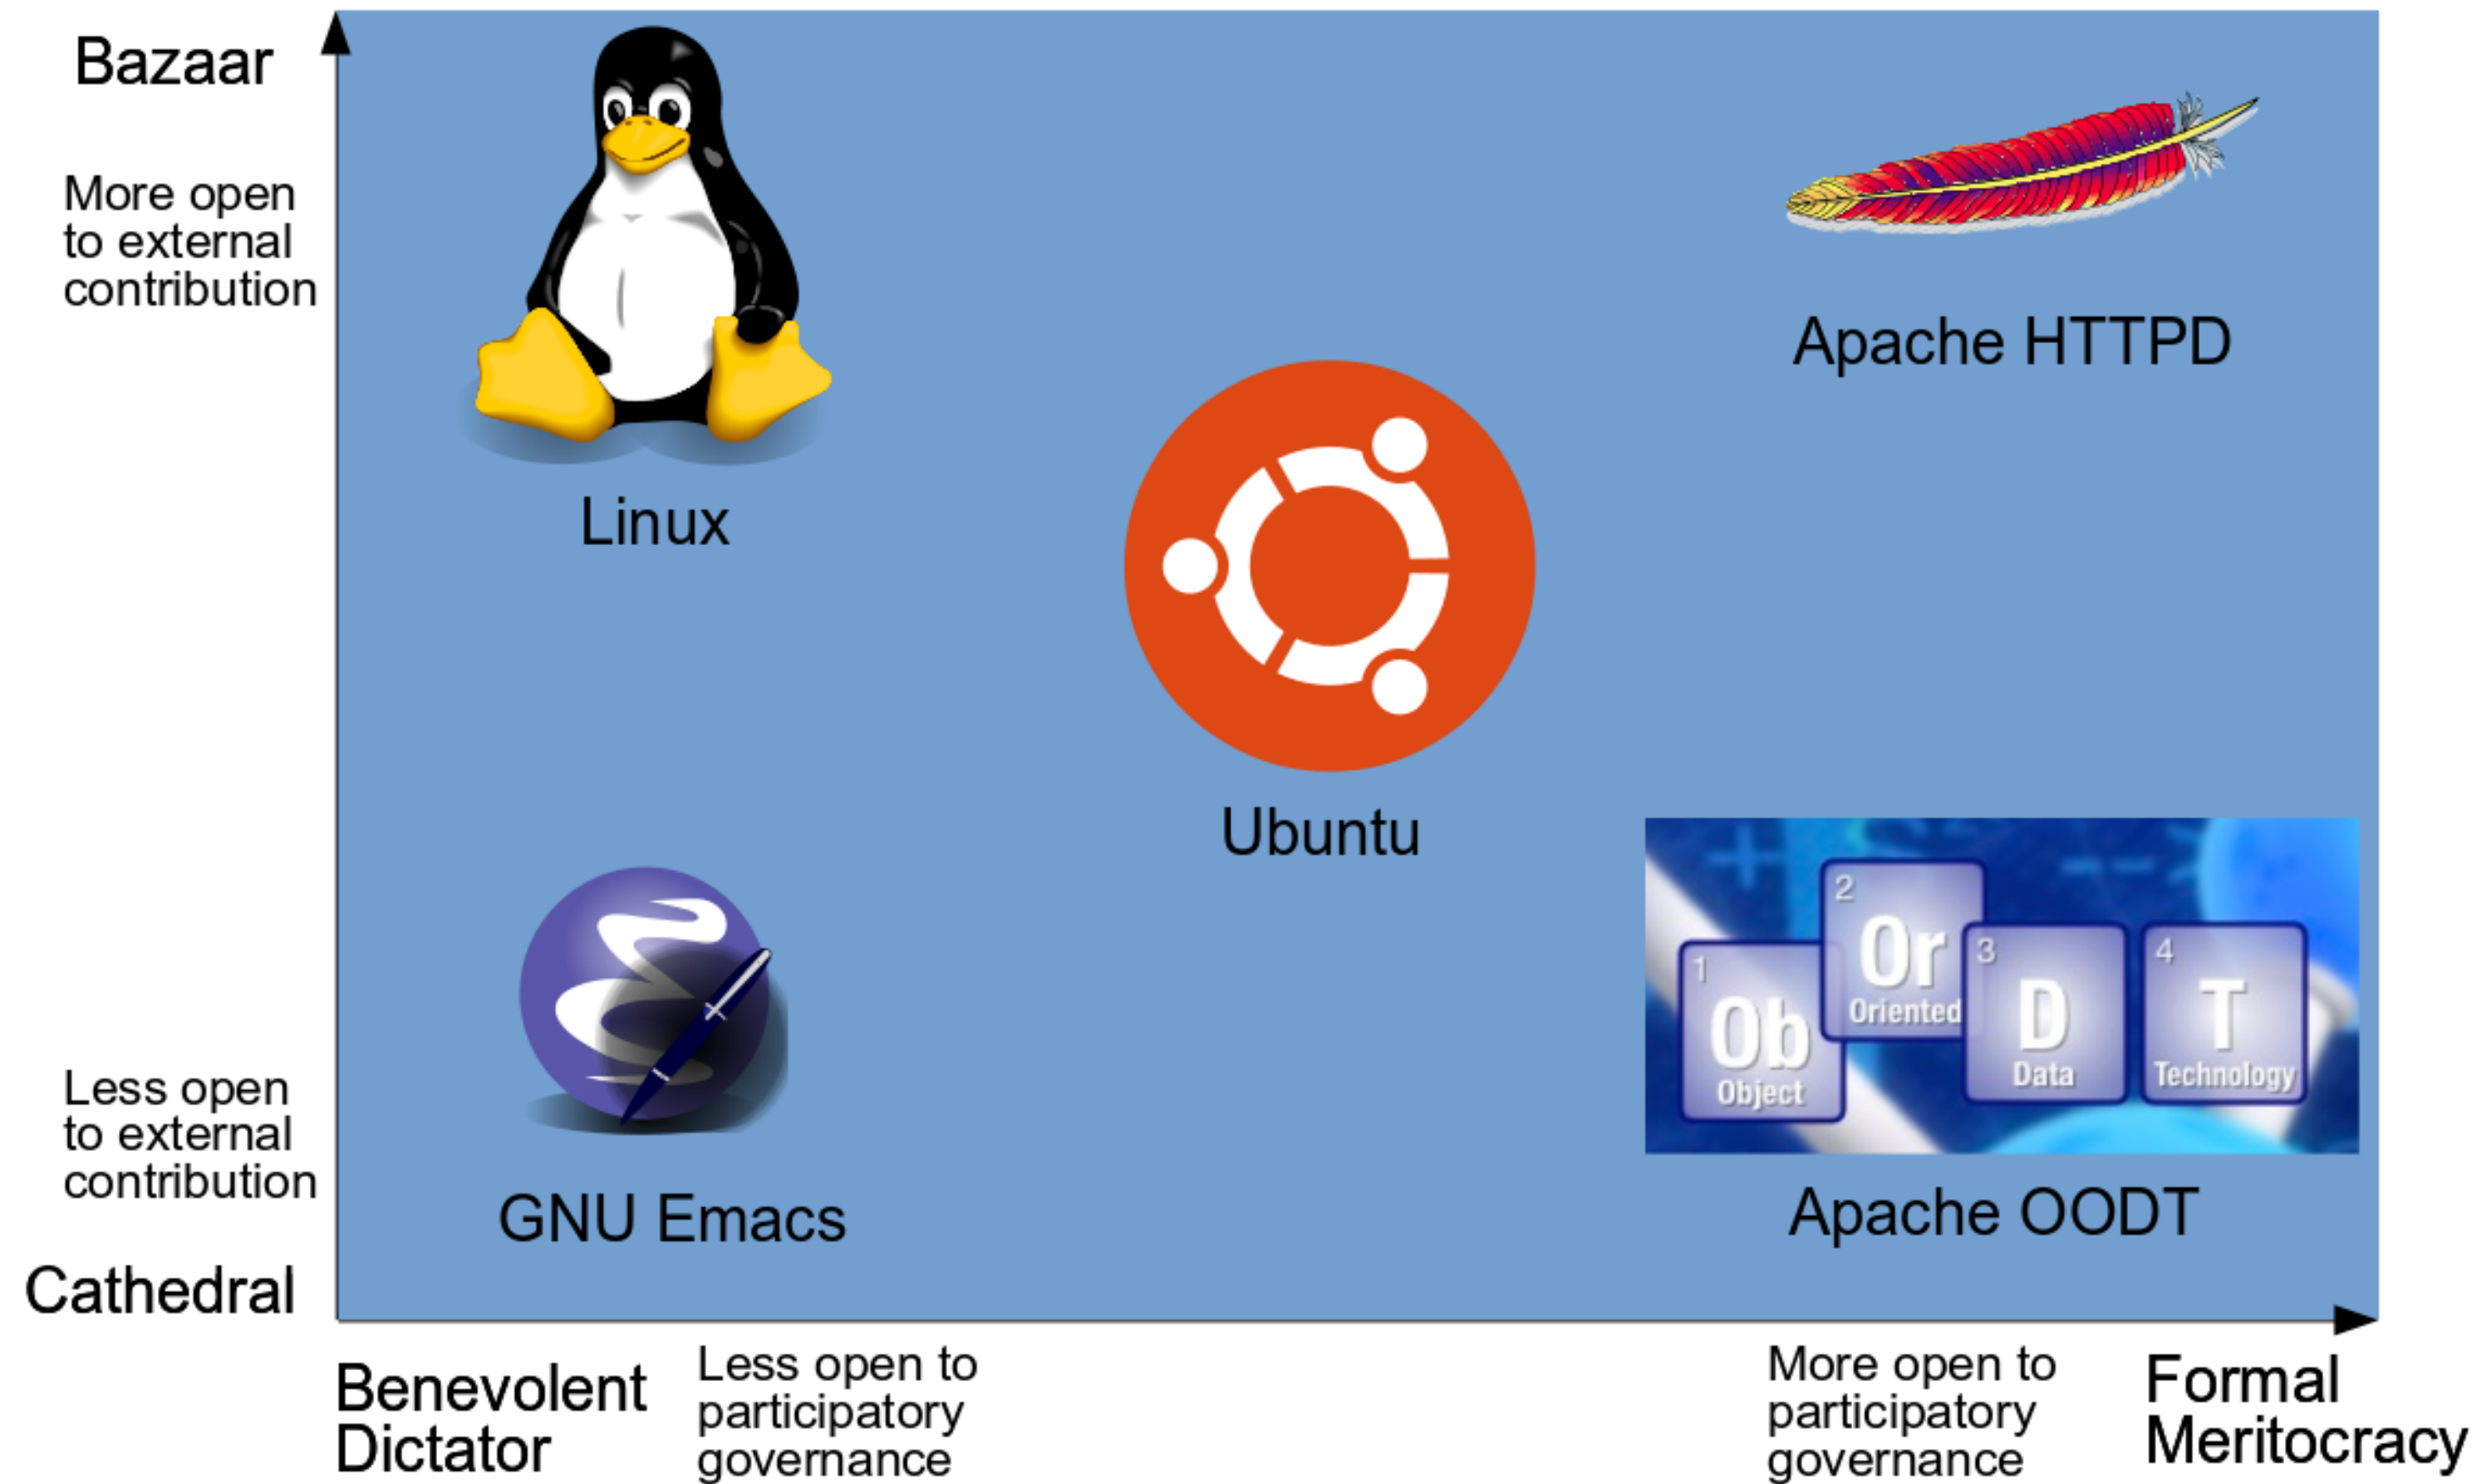 Bazaar
More open
to external
contribution
Linux
Apache HTTPD
Ubuntu
1
Ob
Object
2
Or
Oriented
3
D
Data
4
T
Technology
Less open
to external
contribution
GNU Emacs
Apache OODT
Cathedral
Benevolent
Dictator
Less open to
participatory
governance
More open to
participatory
governance
Formal
Meritocracy